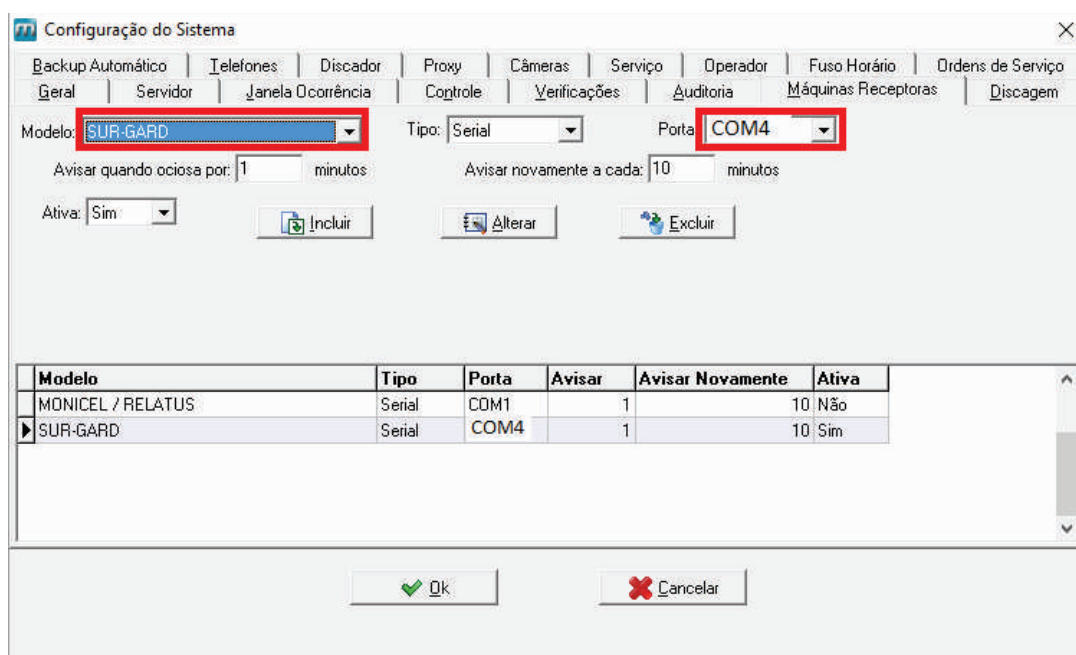 Configuração do Sistema
Backup Automático Telefones Discador Proxy Câmeras Serviço Operador Fuso Horário Ordens de Serviço
Geral Servidor Janela Ocorrência Controle Verificações Auditoria Máquinas Receptoras Discagem
Modelo: SUR-GARD Tipo: Serial Porta COM4
Avisar quando ociosa por: 1 minutos Avisar novamente a cada: 10 minutos
Ativa: Sim Incluir Alterar Excluir
Modelo Tipo Porta Avisar Avisar Novamente Ativa
MONICEL / RELATUS Serial COM1 1 10 Não
SUR-GARD Serial COM4 1 10 Sim
Ok Cancelar